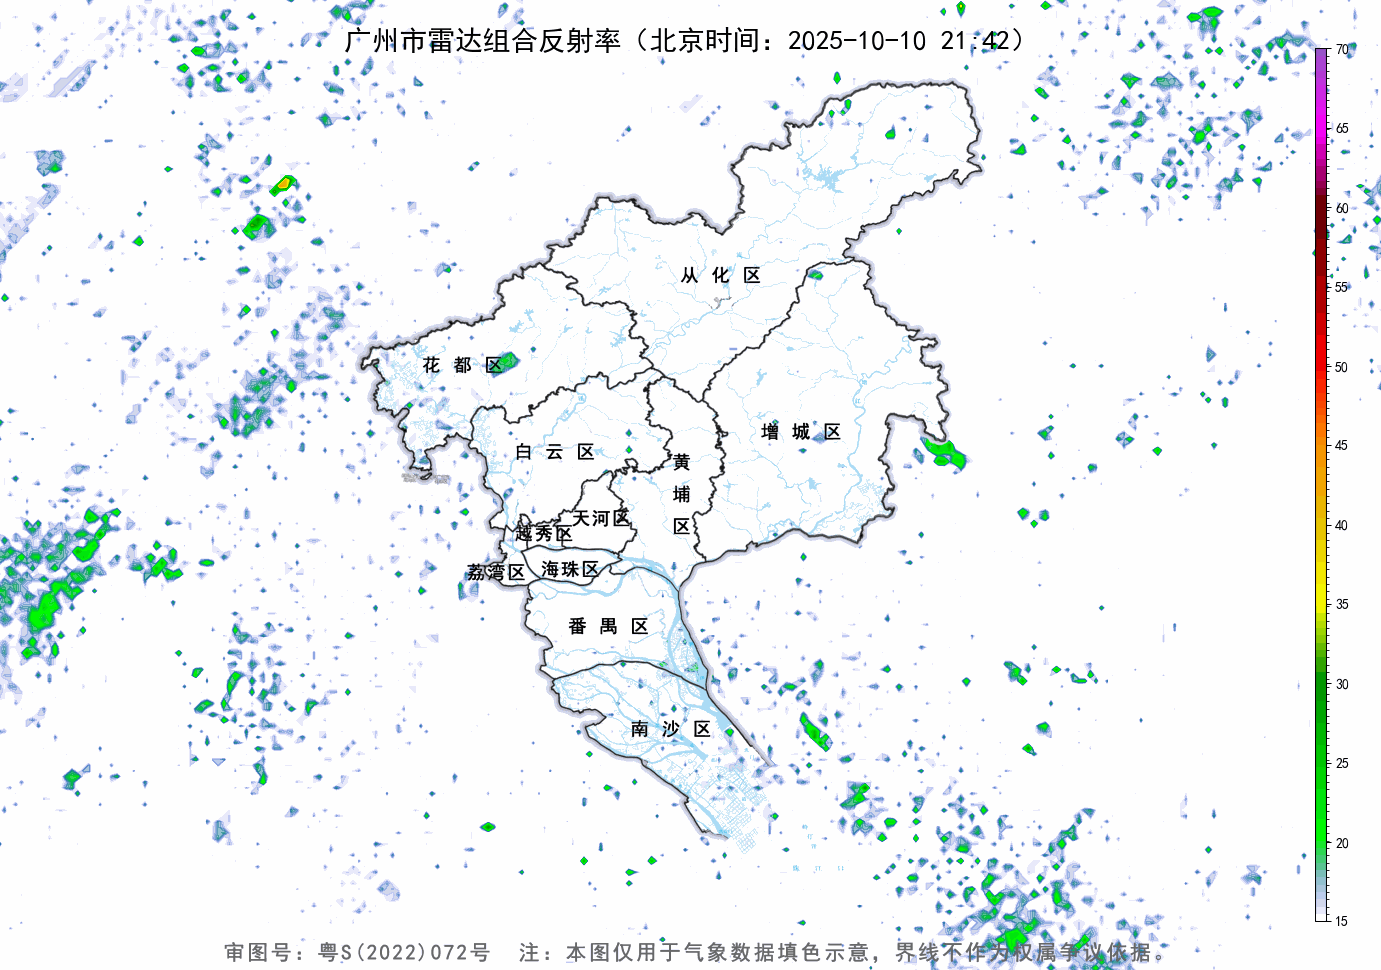 广州市雷达组合反射率（北京时间：2025-10-10 21:42）
70
65
60
55
50
45
40
35
30
25
20
15
从化区
花都区
增城区
白云区
黄埔区
天河区
越秀区
荔湾区
海珠区
番禺区
南沙区
审图号：粤S(2022)072号 注：本图仅用于气象数据填色示意，界线不作为权属争议依据。